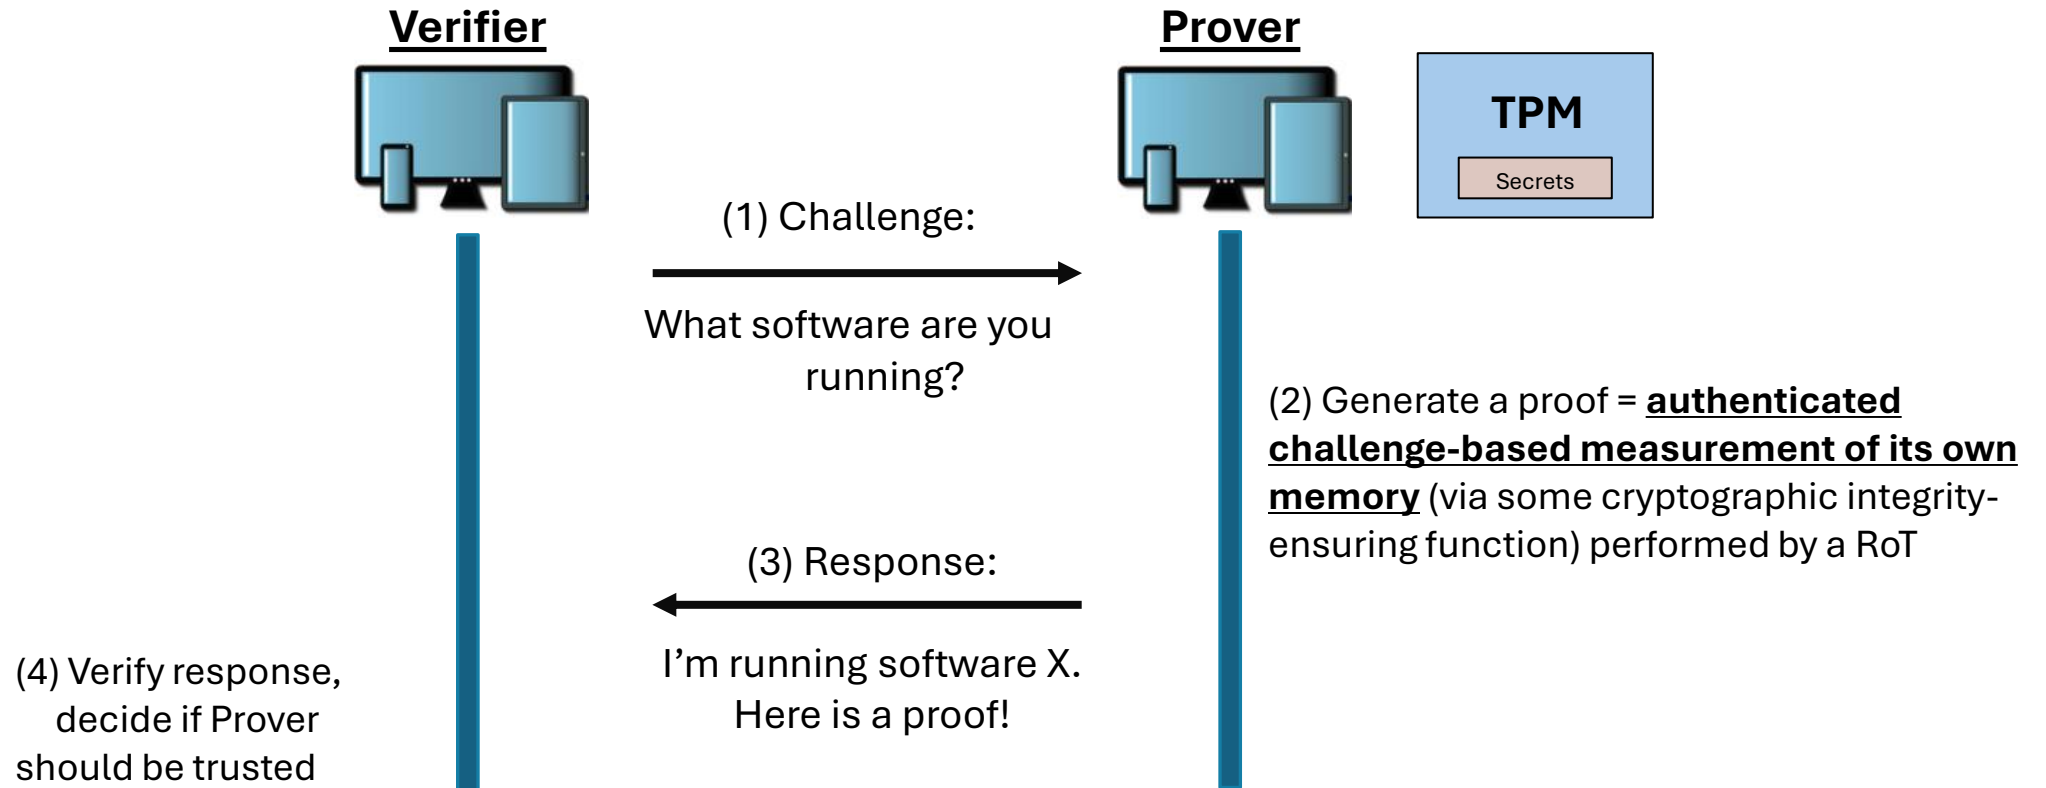 Verifier
Prover
TPM
Secrets
(1) Challenge:
What software are you
running?
(2) Generate a proof = authenticated
challenge-based measurement of its own
memory (via some cryptographic integrity-
ensuring function) performed by a RoT
(3) Response:
I’m running software X.
Here is a proof!
(4) Verify response,
decide if Prover
should be trusted